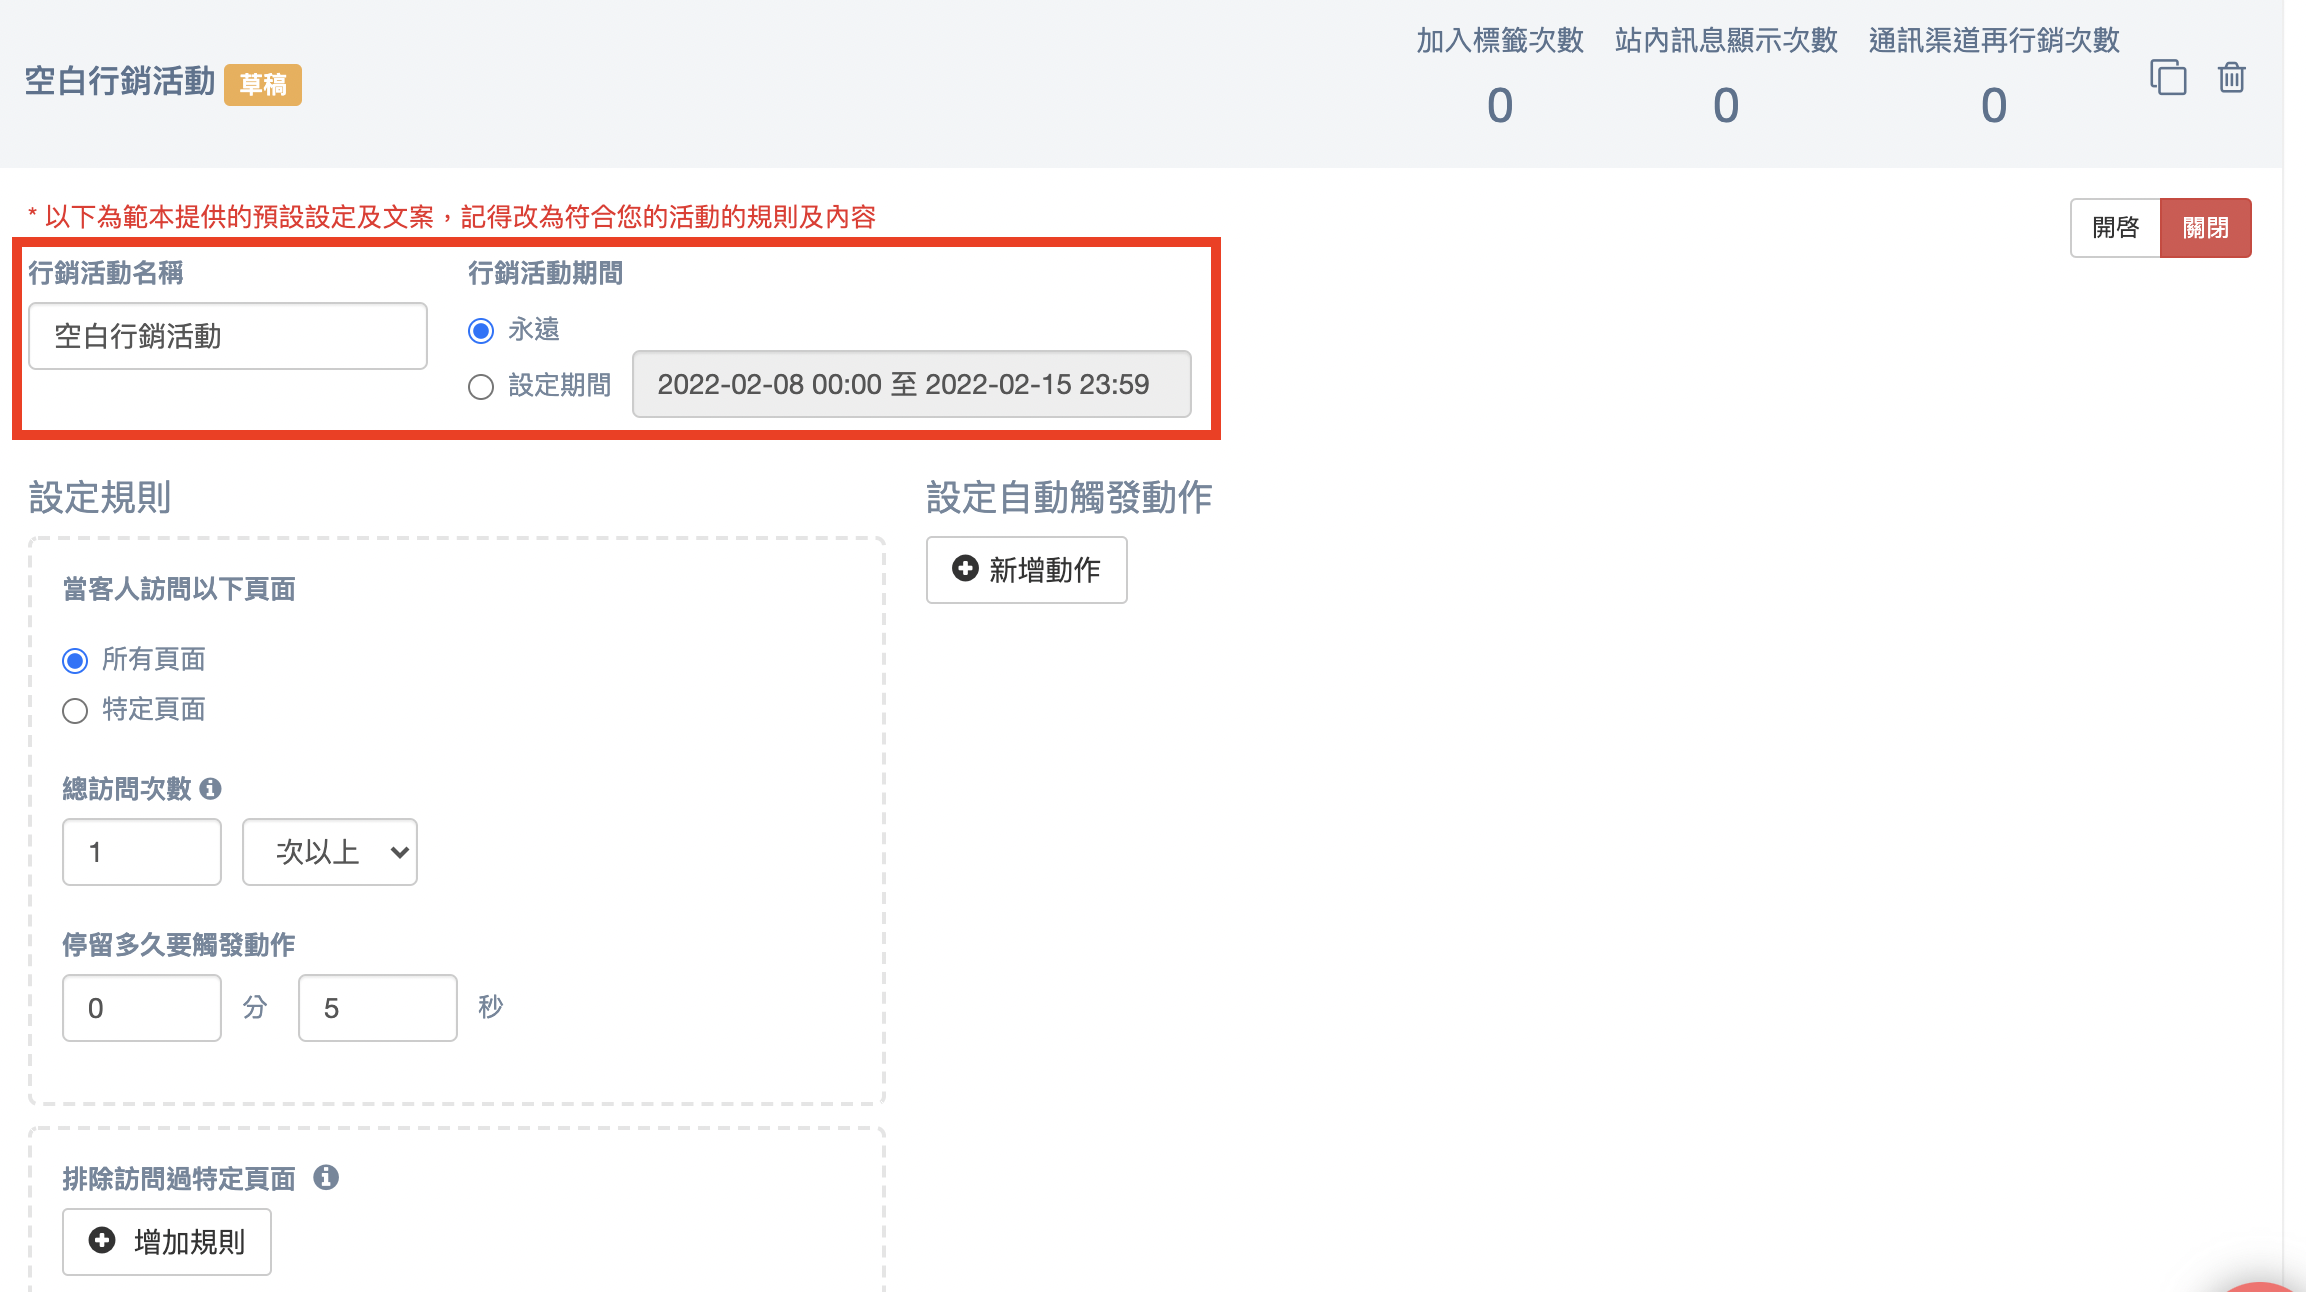 空白行銷活動 草稿
加入標籤次數 站內訊息顯示次數 通訊渠道再行銷次數
0 0 0
* 以下為範本提供的預設設定及文案，記得改為符合您的活動的規則及內容
開啓 關閉
行銷活動名稱
空白行銷活動
行銷活動期間
永遠
設定期間 2022-02-08 00:00 至 2022-02-15 23:59
設定規則
當客人訪問以下頁面
所有頁面
特定頁面
總訪問次數
1 次以上
停留多久要觸發動作
0 分 5 秒
排除訪問過特定頁面
增加規則
設定自動觸發動作
新增動作